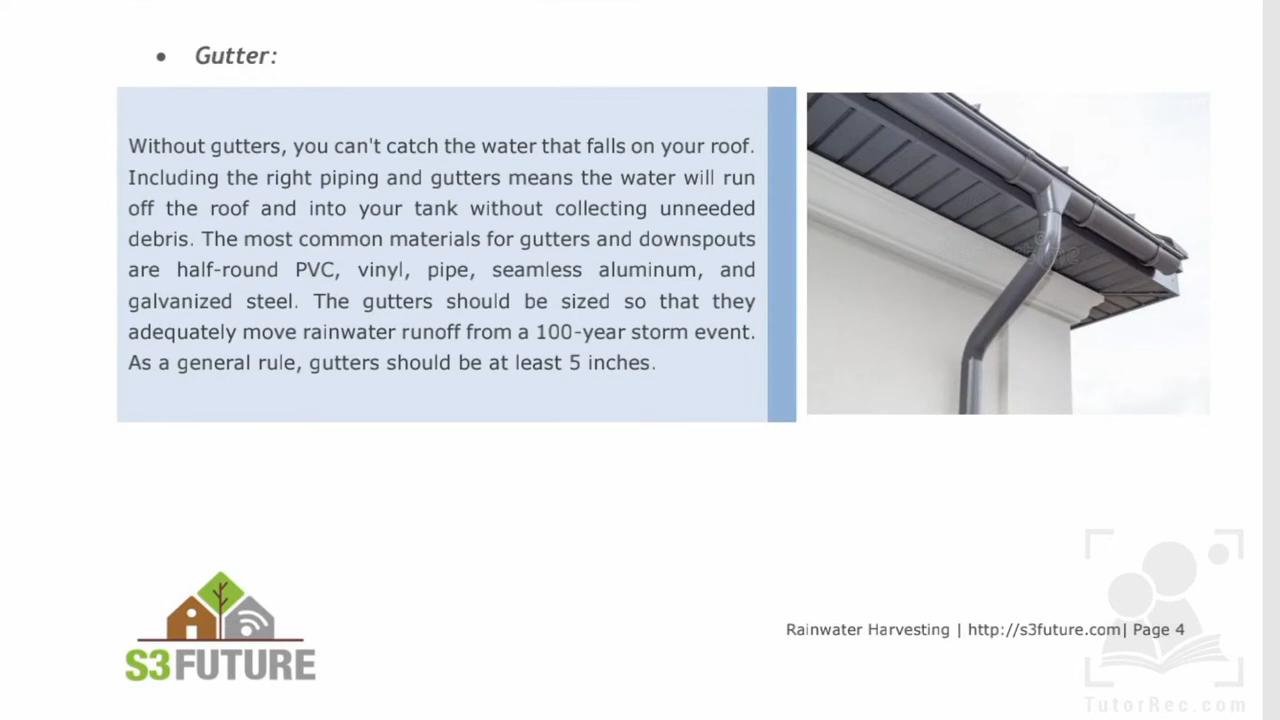 • Gutter:
Without gutters, you can't catch the water that falls on your roof.
Including the right piping and gutters means the water will run
off the roof and into your tank without collecting unneeded
debris. The most common materials for gutters and downspouts
are half-round PVC, vinyl, pipe, seamless aluminum, and
galvanized steel. The gutters should be sized so that they
adequately move rainwater runoff from a 100-year storm event.
As a general rule, gutters should be at least 5 inches.
S3FUTURE
Rainwater Harvesting | http://s3future.com| Page 4
TutorRec.com